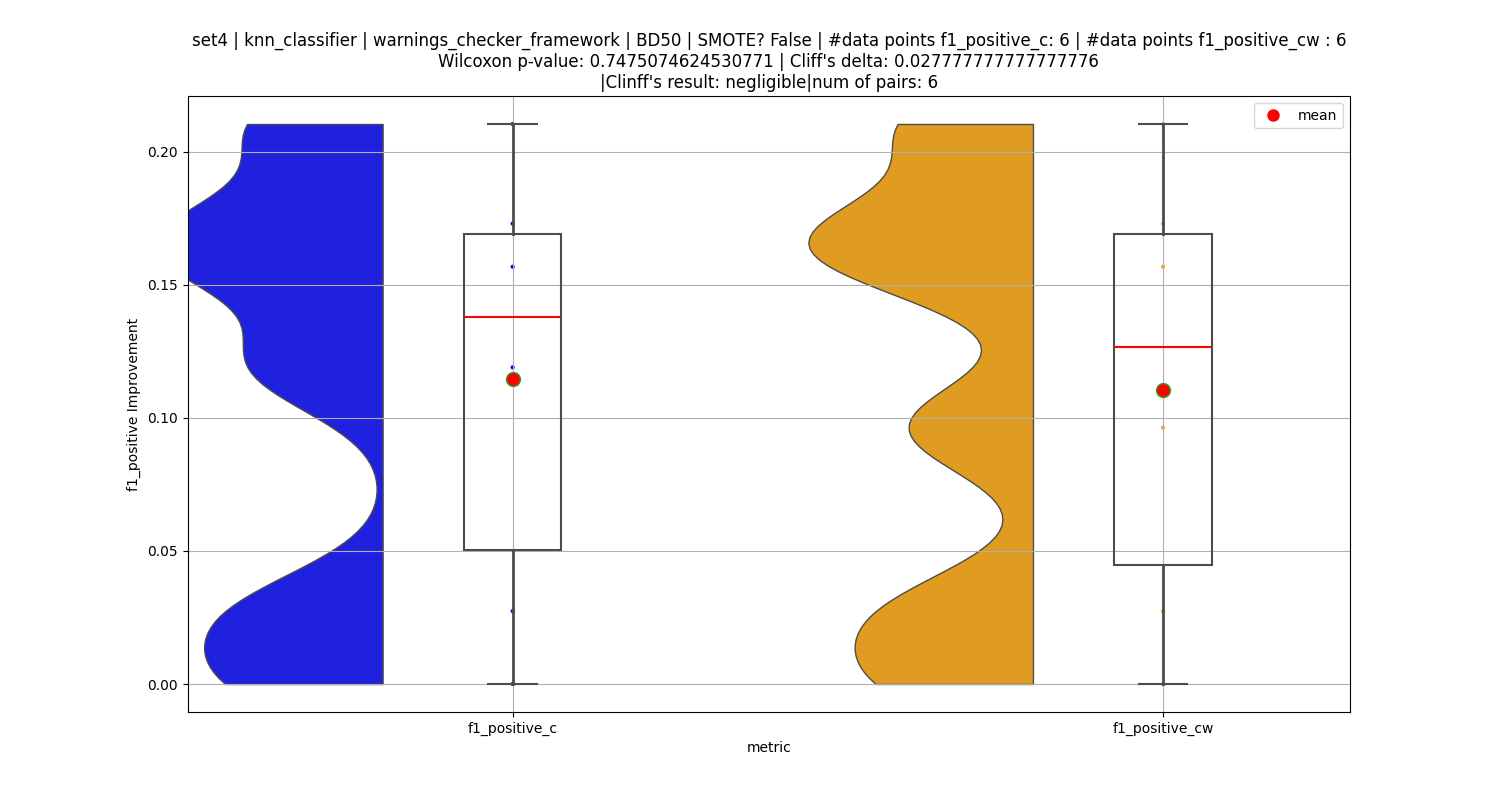 set4 | knn_classifier | warnings_checker_framework | BD50 | SMOTE? False | #data points f1_positive_c: 6 | #data points f1_positive_cw : 6
Wilcoxon p-value: 0.7475074624530771 | Cliff's delta: 0.027777777777777776
|Clinff's result: negligible|num of pairs: 6
mean
f1_positive Improvement
0.20
0.15
0.10
0.05
0.00
f1_positive_c
f1_positive_cw
metric